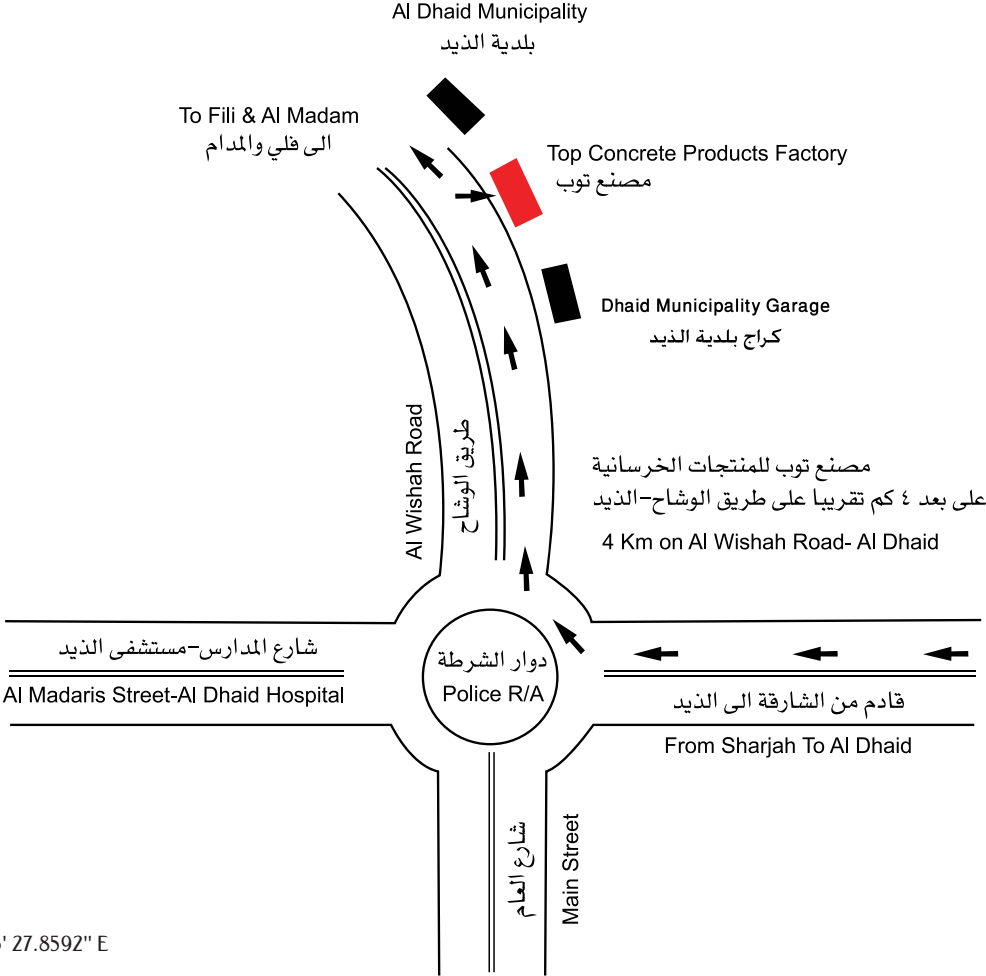 Al Dhaid Municipality
بلدية الذيد
To Fili & Al Madam
الى فلي والمدام
Top Concrete Products Factory
مصنع توب
Dhaid Municipality Garage
كراج بلدية الذيد
Al Wishah Road
طريق الوشاح
مصنع توب للمنتجات الخرسانية
على بعد ٤ كم تقريبا على طريق الوشاح-الذيد
4 Km on Al Wishah Road- Al Dhaid
شارع المدارس-مستشفى الذيد
Al Madaris Street-Al Dhaid Hospital
دوار الشرطة
Police R/A
قادم من الشارقة الى الذيد
From Sharjah To Al Dhaid
شارع العام
Main Street
' 27.8592" E